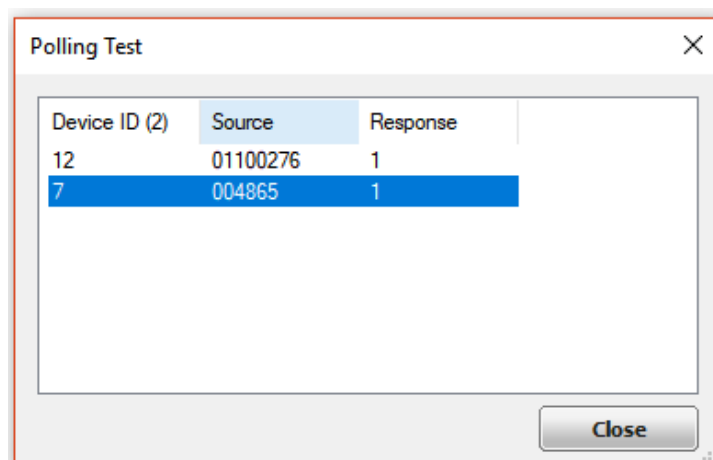 Polling Test
Device ID (2) Source Response
12 01100276 1
7 004865 1
Close